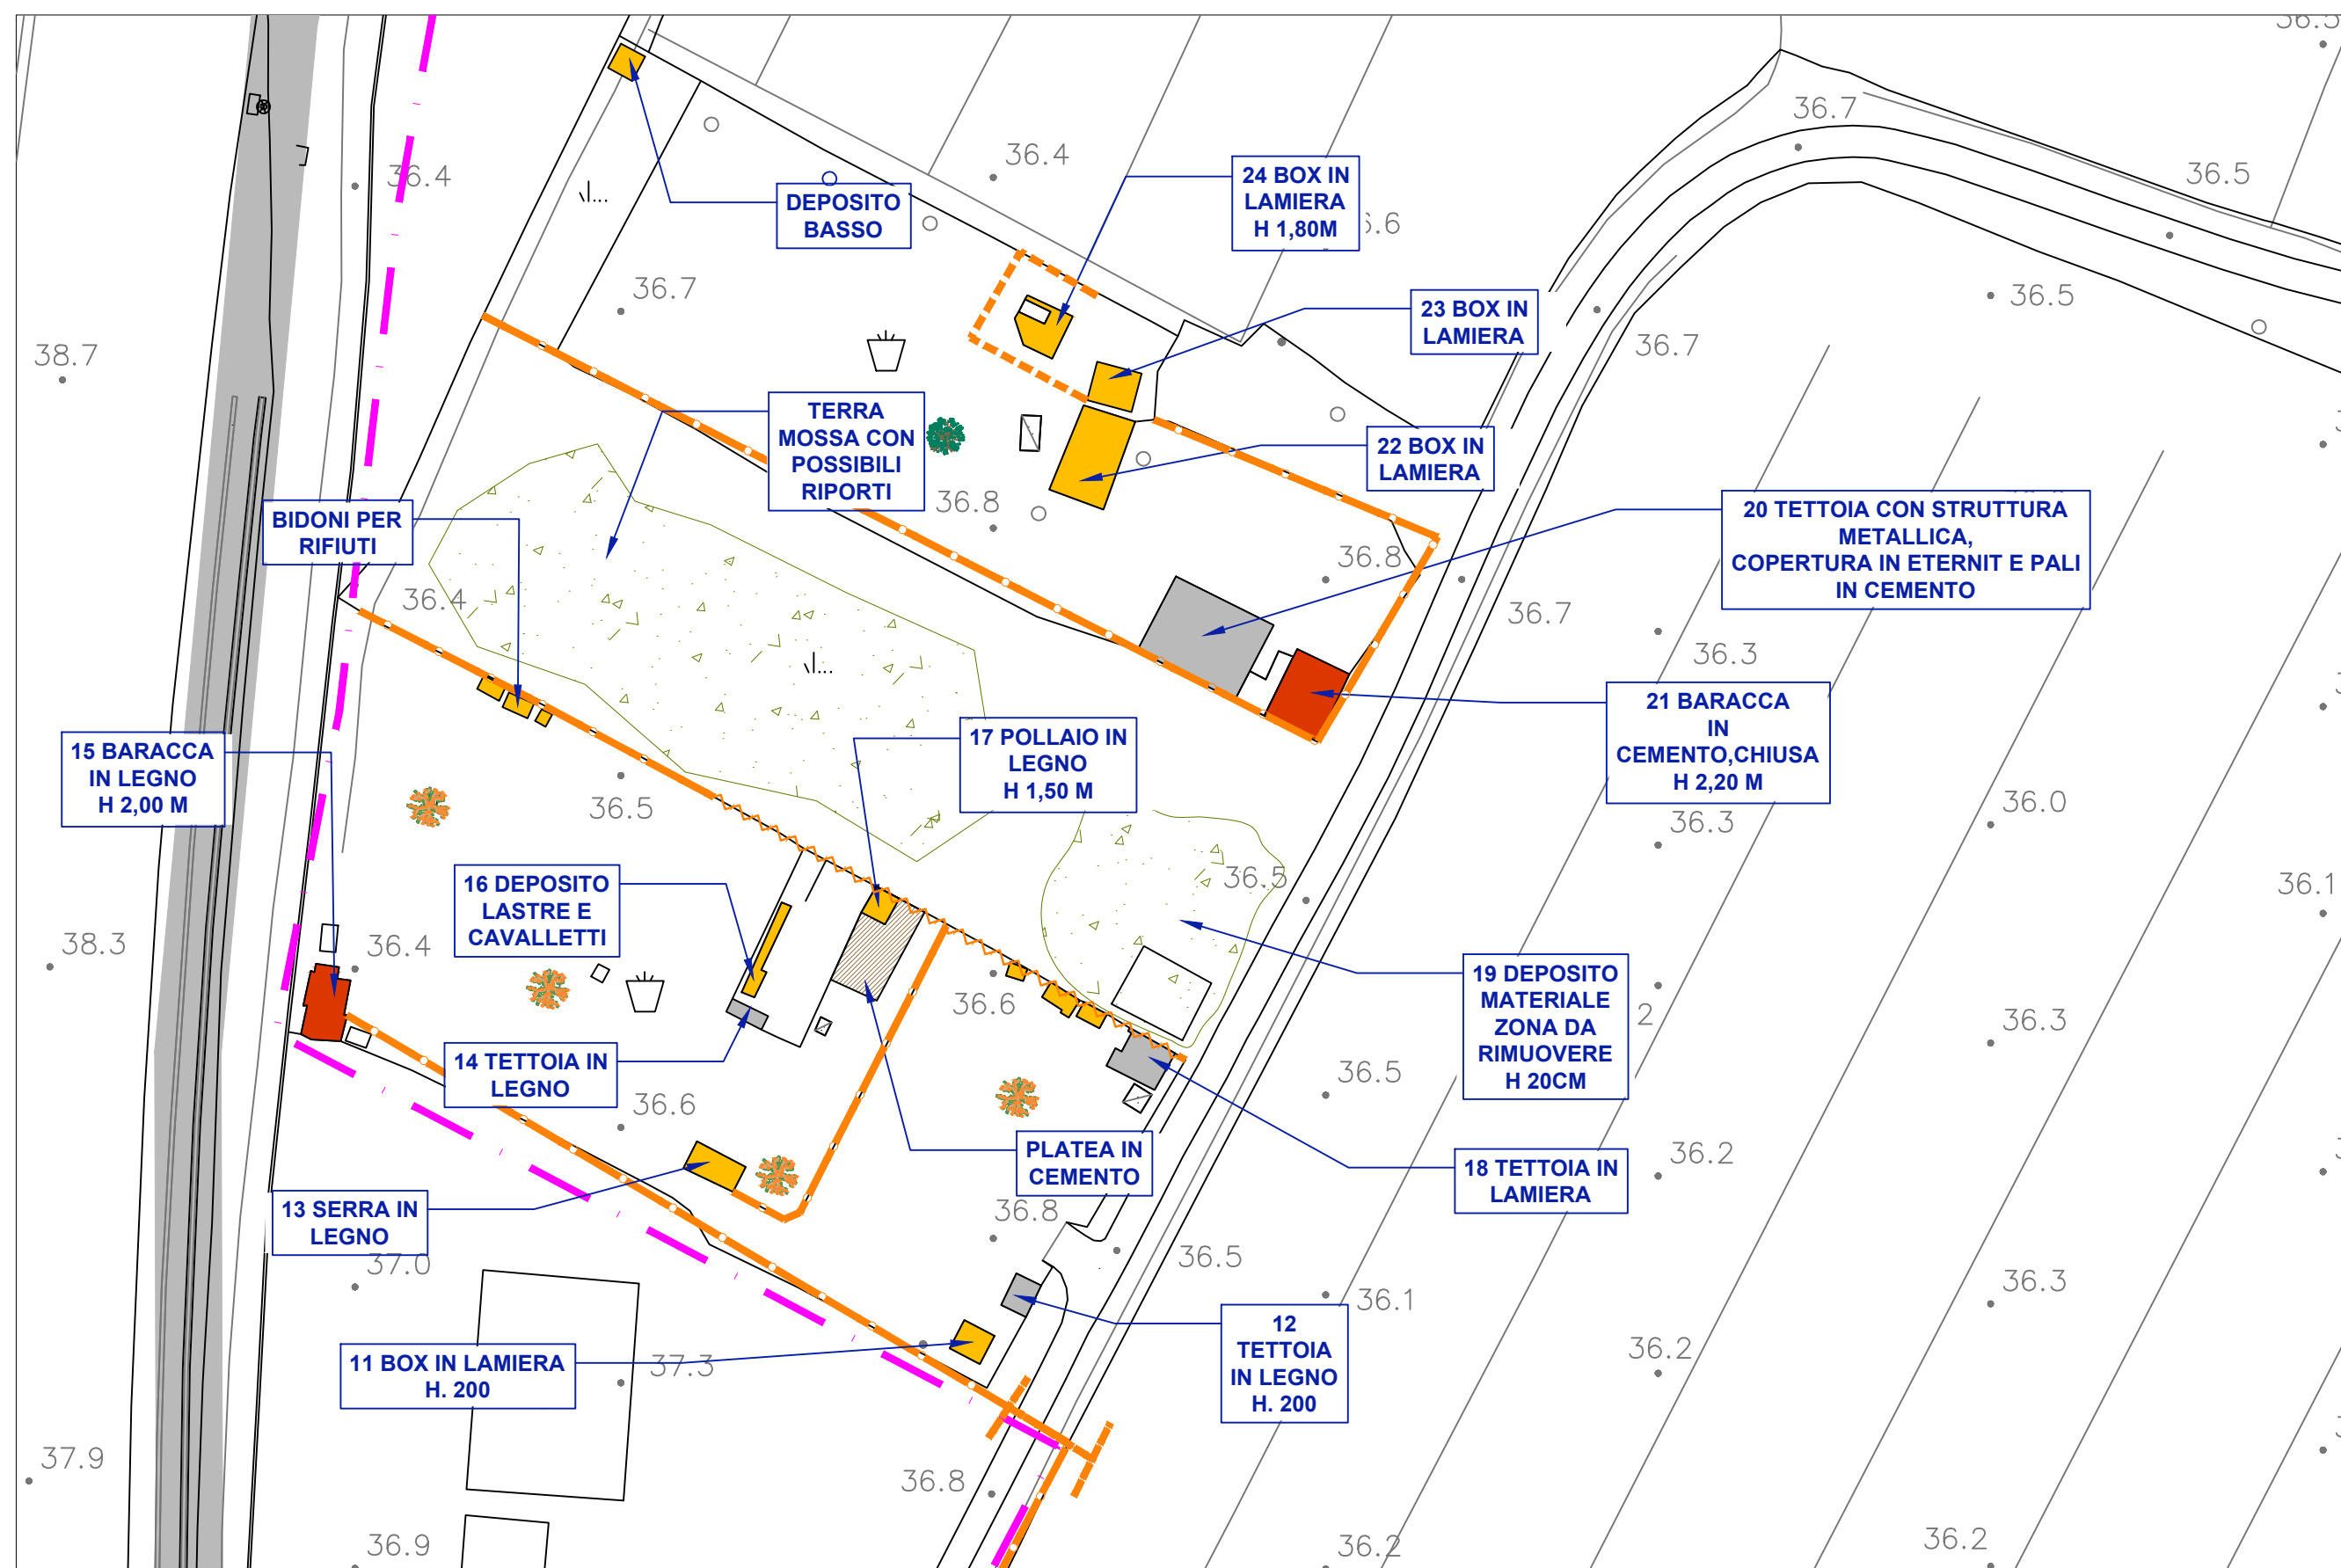 36.7
36.4
36.4
36.5
24 BOX IN
LAMIERA
H 1,80M
DEPOSITO
BASSO
36.7
36.5
23 BOX IN
LAMIERA
38.7
36.7
TERRA
MOSSA CON
POSSIBILI
RIPORTI
22 BOX IN
LAMIERA
36.8
BIDONI PER
RIFIUTI
20 TETTOIA CON STRUTTURA
METALLICA,
COPERTURA IN ETERNIT E PALI
IN CEMENTO
36.8
36.4
36.7
36.3
21 BARACCA
IN
CEMENTO,CHIUSA
H 2,20 M
15 BARACCA
IN LEGNO
H 2,00 M
17 POLLAIO IN
LEGNO
H 1,50 M
36.5
36.0
36.3
16 DEPOSITO
LASTRE E
CAVALLETTI
36.5
36.1
38.3
36.4
36.6
19 DEPOSITO
MATERIALE
ZONA DA
RIMUOVERE
H 20CM
36.3
14 TETTOIA IN
LEGNO
36.5
36.6
PLATEA IN
CEMENTO
36.2
18 TETTOIA IN
LAMIERA
13 SERRA IN
LEGNO
36.8
37.0
36.5
36.3
36.1
12
TETTOIA
IN LEGNO
H. 200
11 BOX IN LAMIERA
H. 200
37.3
36.2
37.9
36.8
36.9
36.2
36.2